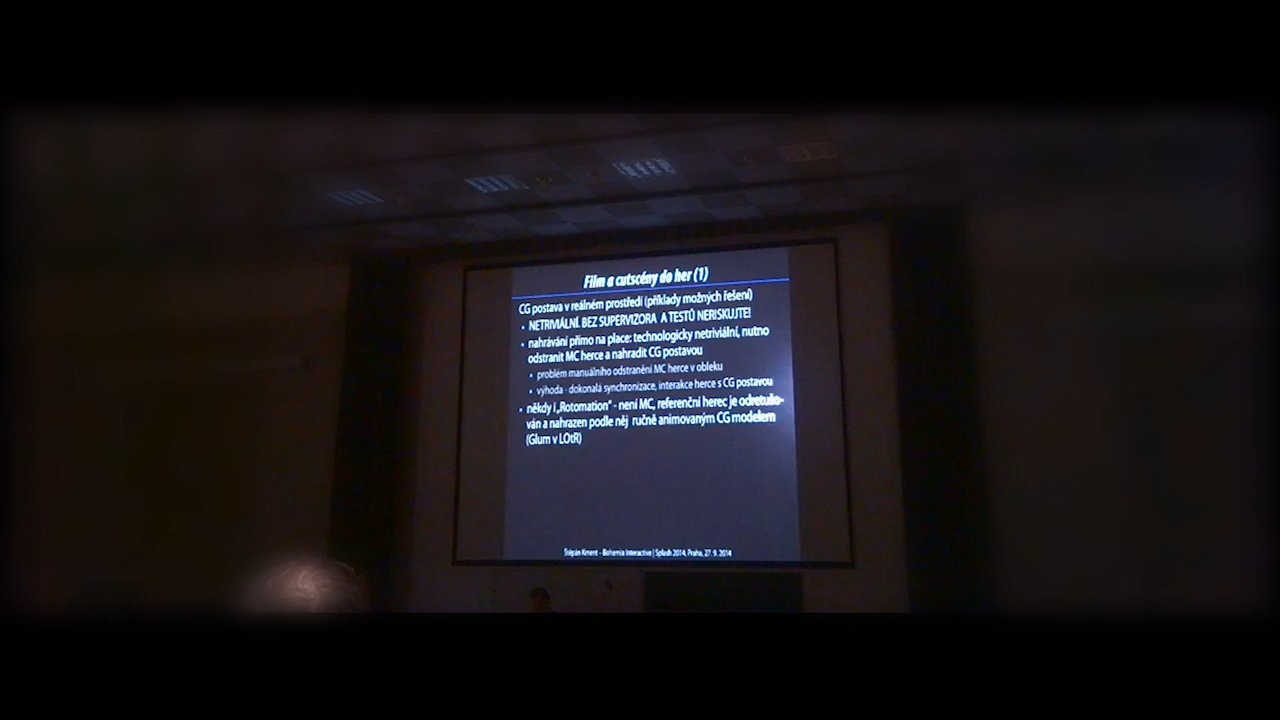 Film a cutscény do her (1)
CG postava v reálném prostředí (příklady možných řešení)
• NETRIVIÁLNÍ. BEZ SUPERVIZORA A TESTŮ NERISKUJTE!
• nahrávání přímo na place: technologicky netriviální, nutno
odstranit MC herce a nahradit CG postavou
• problém manuálního odstranění MC herce v obleku
• výhoda - dokonalá synchronizace, interakce herce s CG postavou
• někdy i „Rotomation“ - není MC, referenční herec je odretušo-
ván a nahrazen podle něj ručně animovaným CG modelem
(Glum v LOtR)
Štěpán Kment - Bohemia Interactive | Splash 2014, Praha, 27. 9. 2014